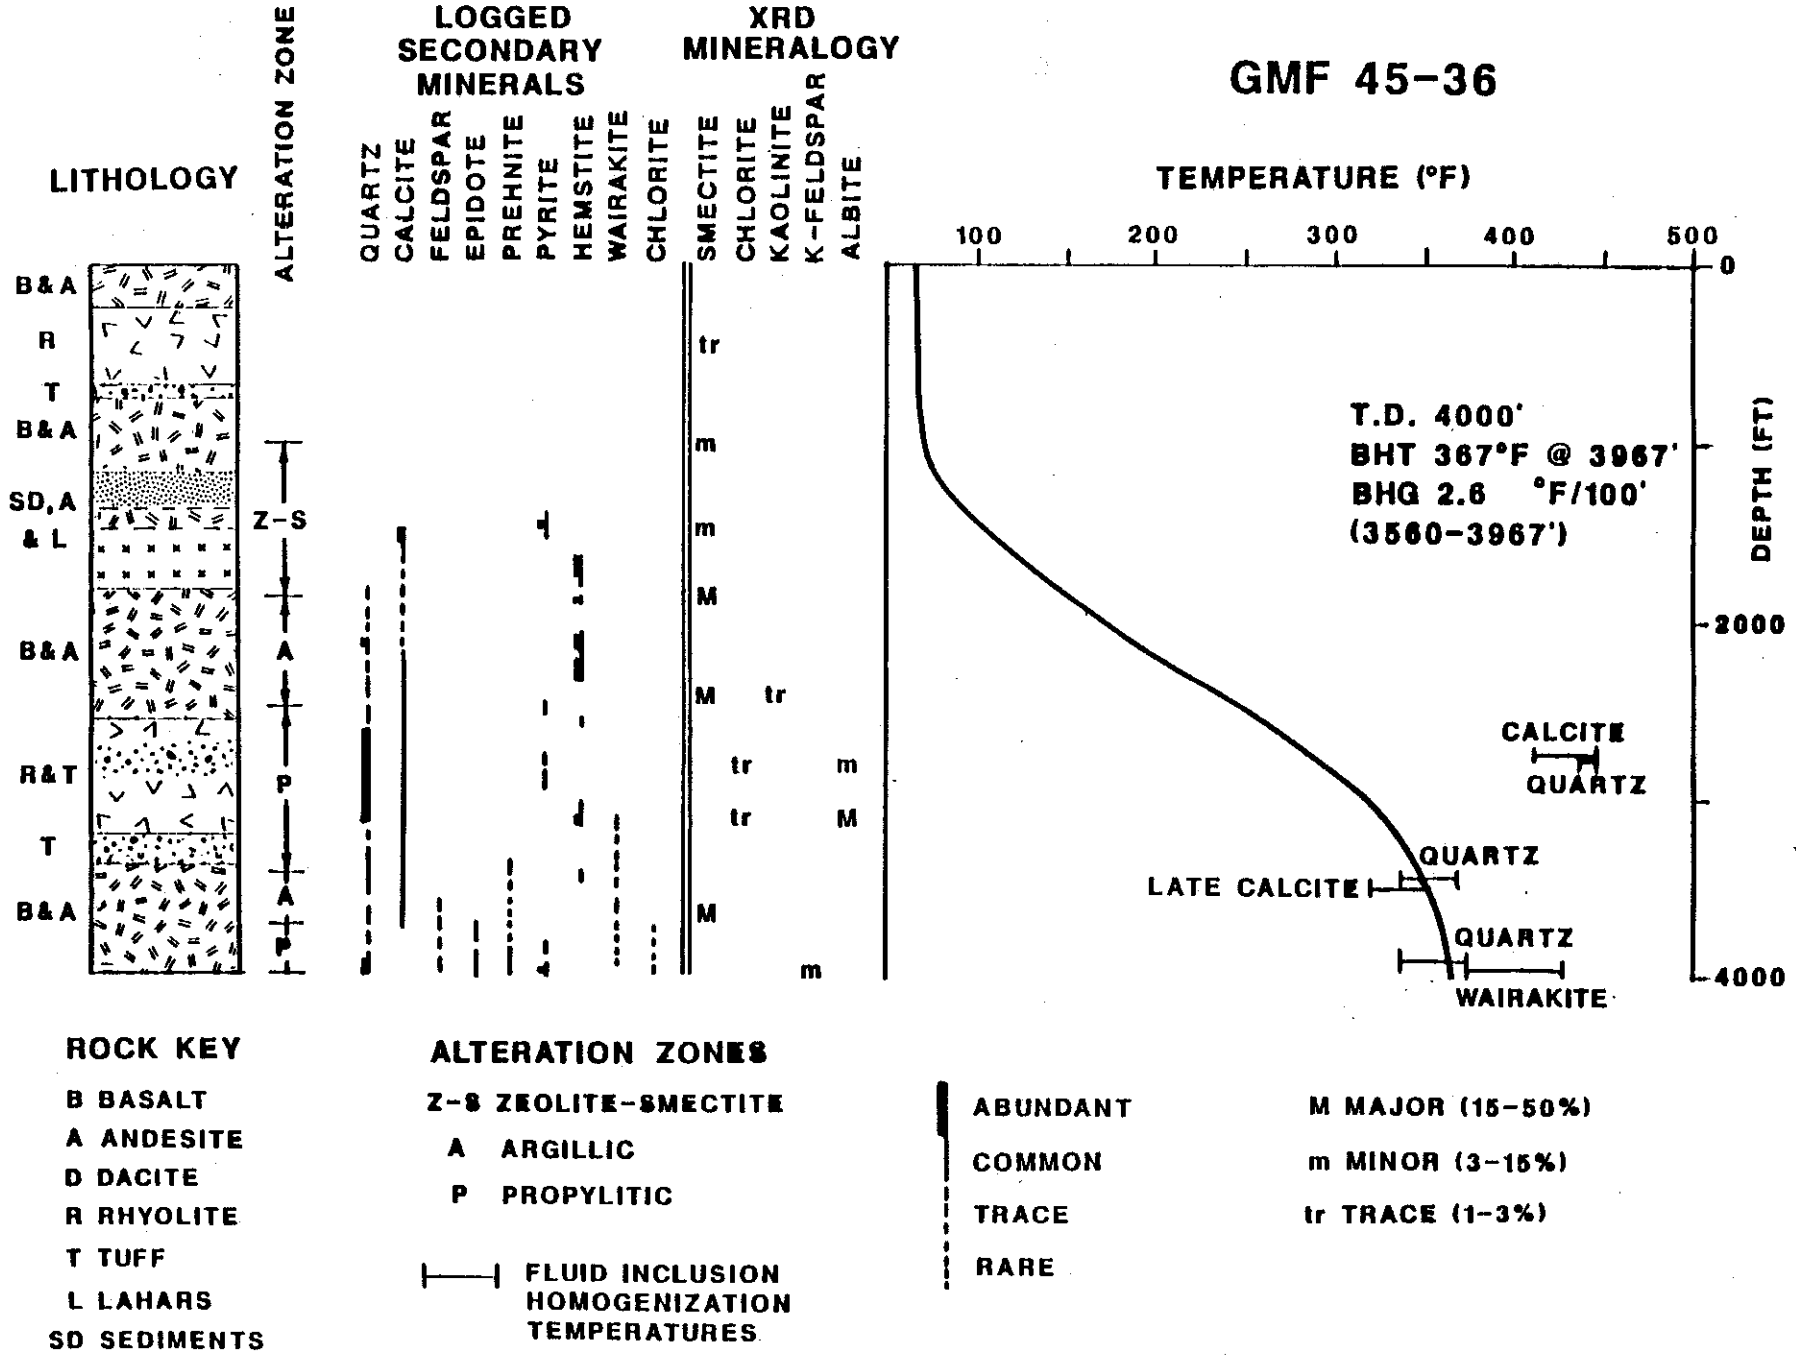 LOGGED
SECONDARY
MINERALS
XRD
MINERALOGY
GMF 45-36
LITHOLOGY
ALTERATION ZONE
QUARTZ
CALCITE
FELDSPAR
EPIDOTE
PREHNITE
PYRITE
HEMSTITE
WAIRAKITE
CHLORITE
SMECTITE
CHLORITE
KAOLINITE
K-FELDSPAR
ALBITE
TEMPERATURE (°F)
100 200 300 400 500
0
B & A
R
tr
T
B & A
m
SD, A
& L
Z-S
m
M
B & A
A
M tr
R & T
P
tr m
tr M
T
B & A
A
M
P
m
T.D. 4000'
BHT 367°F @ 3967'
BHG 2.6 °F/100'
(3560-3967')
DEPTH (FT)
2000
CALCITE
QUARTZ
QUARTZ
LATE CALCITE
QUARTZ
4000
WAIRAKITE
ROCK KEY
B BASALT
A ANDESITE
D DACITE
R RHYOLITE
T TUFF
L LAHARS
SD SEDIMENTS
ALTERATION ZONES
Z-S ZEOLITE-SMECTITE
A ARGILLIC
P PROPYLITIC
FLUID INCLUSION
HOMOGENIZATION
TEMPERATURES
ABUNDANT
COMMON
TRACE
RARE
M MAJOR (15-50%)
m MINOR (3-15%)
tr TRACE (1-3%)